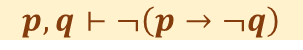 p, q ⊢ ¬(p → ¬q)